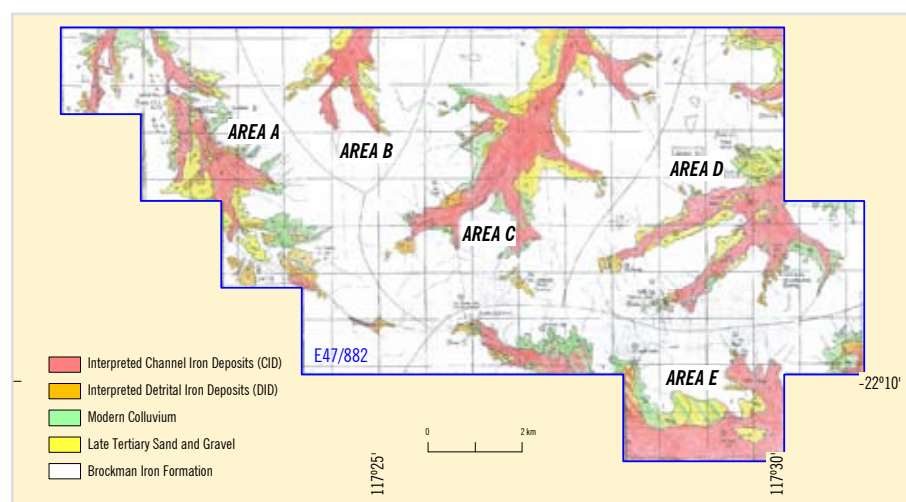 AREA A
AREA B
AREA C
AREA D
AREA E
E47/882
Interpreted Channel Iron Deposits (CID)
Interpreted Detrital Iron Deposits (DID)
Modern Colluvium
Late Tertiary Sand and Gravel
Brockman Iron Formation
0
2 km
117º25'
117º30'
-22º10'